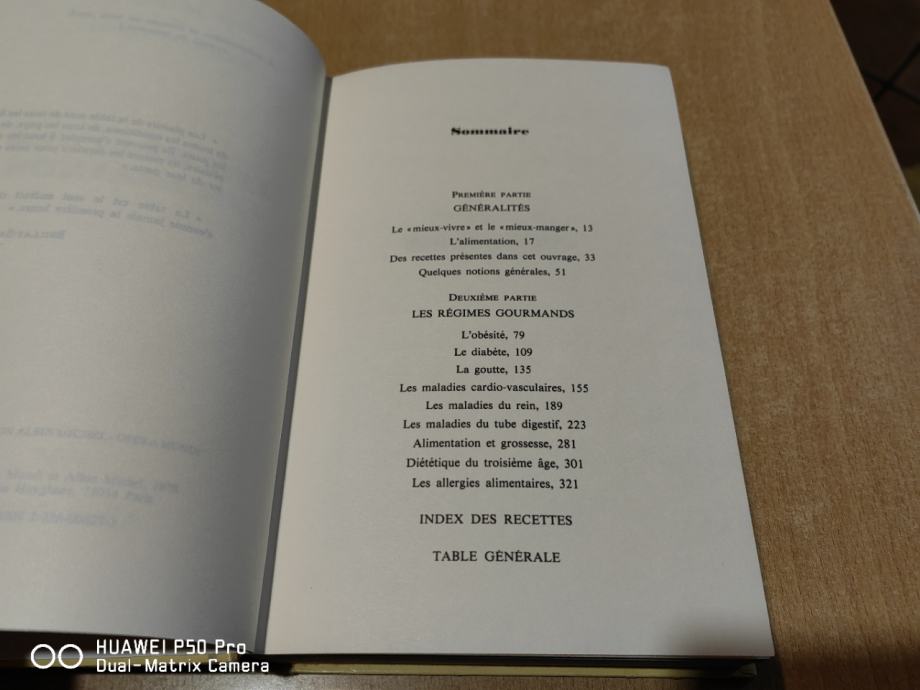 Sommaire
PREMIÈRE PARTIE
GÉNÉRALITÉS
Le «mieux-vivre» et le «mieux-manger», 13
L'alimentation, 17
Des recettes présentes dans cet ouvrage, 33
Quelques notions générales, 51
DEUXIÈME PARTIE
LES RÉGIMES GOURMANDS
L'obésité, 79
Le diabète, 109
La goutte, 135
Les maladies cardio-vasculaires, 155
Les maladies du rein, 189
Les maladies du tube digestif, 223
Alimentation et grossesse, 281
Diététique du troisième âge, 301
Les allergies alimentaires, 321
INDEX DES RECETTES
TABLE GÉNÉRALE
HUAWEI P50 Pro
Dual-Matrix Camera